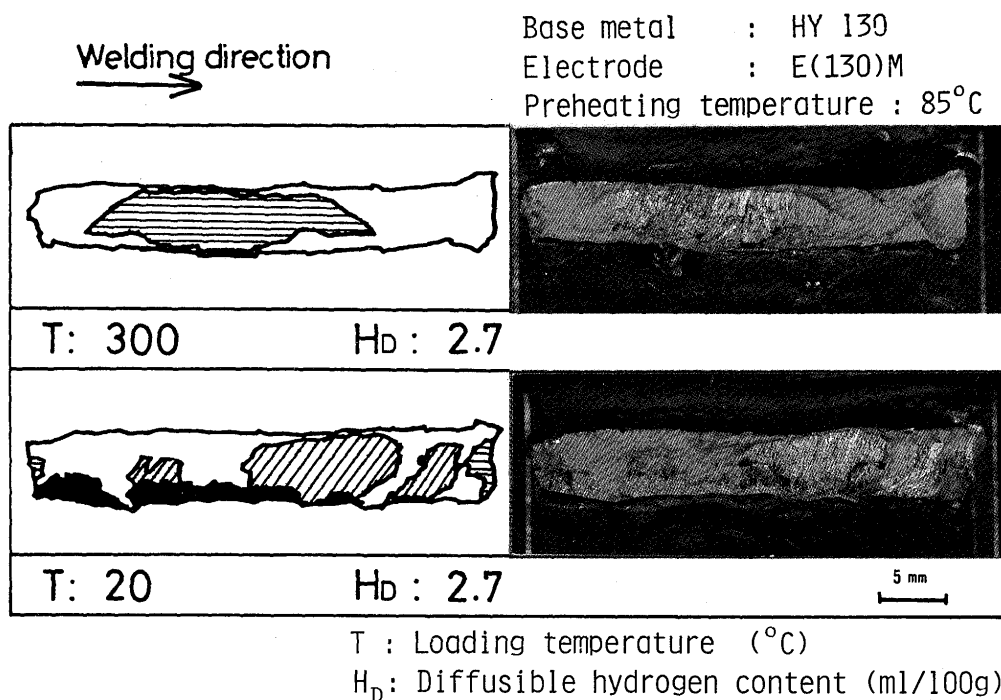 Welding direction
Base metal : HY 130
Electrode : E(130)M
Preheating temperature : 85°C
T: 300 HD : 2.7
T: 20 HD : 2.7
5 mm
T : Loading temperature (°C)
HD: Diffusible hydrogen content (ml/100g)